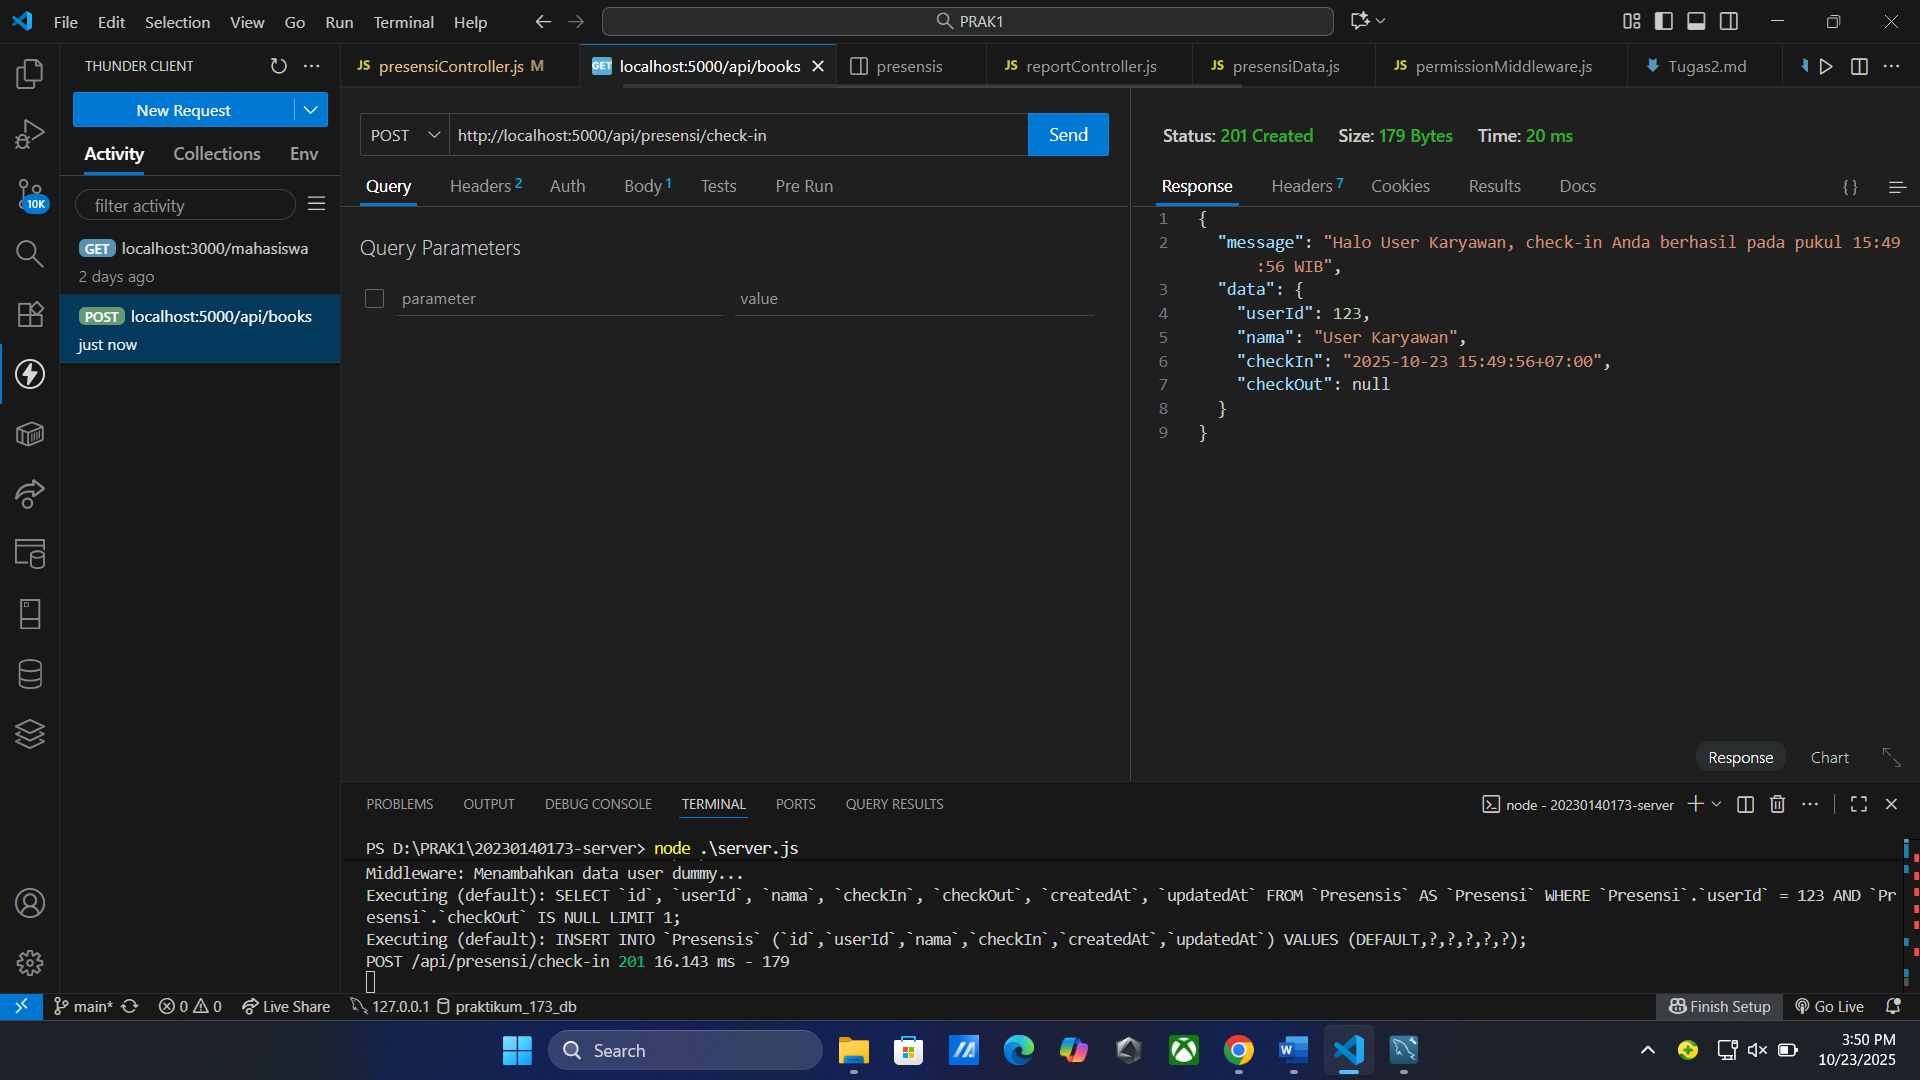 File Edit Selection View Go Run Terminal Help
PRAK1
THUNDER CLIENT
New Request
Activity Collections Env
filter activity
GET localhost:3000/mahasiswa
2 days ago
POST localhost:5000/api/books
just now
10K
JS presensiController.js M
GET localhost:5000/api/books
presensis
JS reportController.js
JS presensiData.js
JS permissionMiddleware.js
Tugas2.md
POST http://localhost:5000/api/presensi/check-in Send
Query Headers 2 Auth Body 1 Tests Pre Run
Query Parameters
parameter value
Status: 201 Created Size: 179 Bytes Time: 20 ms
Response Headers 7 Cookies Results Docs {}
1 {
2 "message": "Halo User Karyawan, check-in Anda berhasil pada pukul 15:49
:56 WIB",
3 "data": {
4 "userId": 123,
5 "nama": "User Karyawan",
6 "checkIn": "2025-10-23 15:49:56+07:00",
7 "checkOut": null
8 }
9 }
Response Chart
PROBLEMS OUTPUT DEBUG CONSOLE TERMINAL PORTS QUERY RESULTS
node - 20230140173-server
PS D:\PRAK1\20230140173-server> node .\server.js
Middleware: Menambahkan data user dummy...
Executing (default): SELECT `id`, `userId`, `nama`, `checkIn`, `checkOut`, `createdAt`, `updatedAt` FROM `Presensis` AS `Presensi` WHERE `Presensi`.`userId` = 123 AND `Pr
esensi`.`checkOut` IS NULL LIMIT 1;
Executing (default): INSERT INTO `Presensis` (`id`,`userId`,`nama`,`checkIn`,`createdAt`,`updatedAt`) VALUES (DEFAULT,?,?,?,?,?);
POST /api/presensi/check-in 201 16.143 ms - 179
main* 0 0 Live Share 127.0.0.1 praktikum_173_db Finish Setup Go Live
Search
3:50 PM
10/23/2025